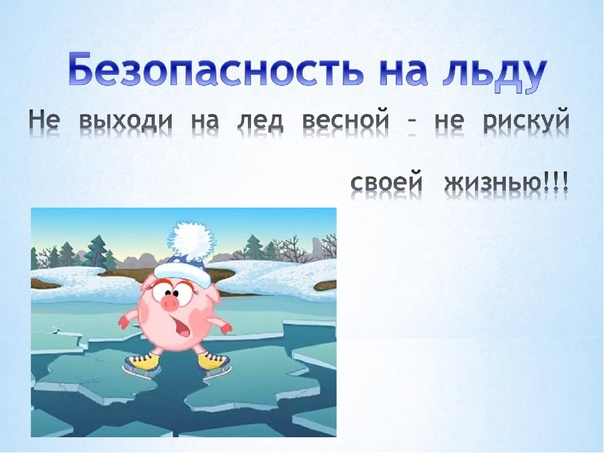 Безопасность на льду
Не выходи на лед весной – не рискуй
своей жизнью!!!